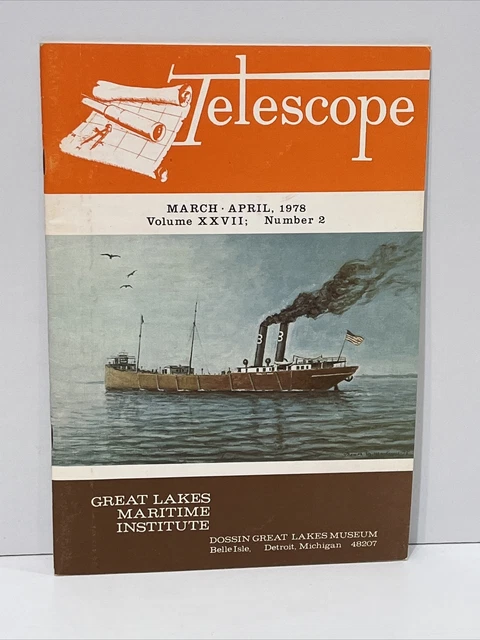 Telescope
MARCH - APRIL, 1978
Volume XXVII; Number 2
B B
GREAT LAKES
MARITIME
INSTITUTE
DOSSIN GREAT LAKES MUSEUM
Belle Isle, Detroit, Michigan 48207